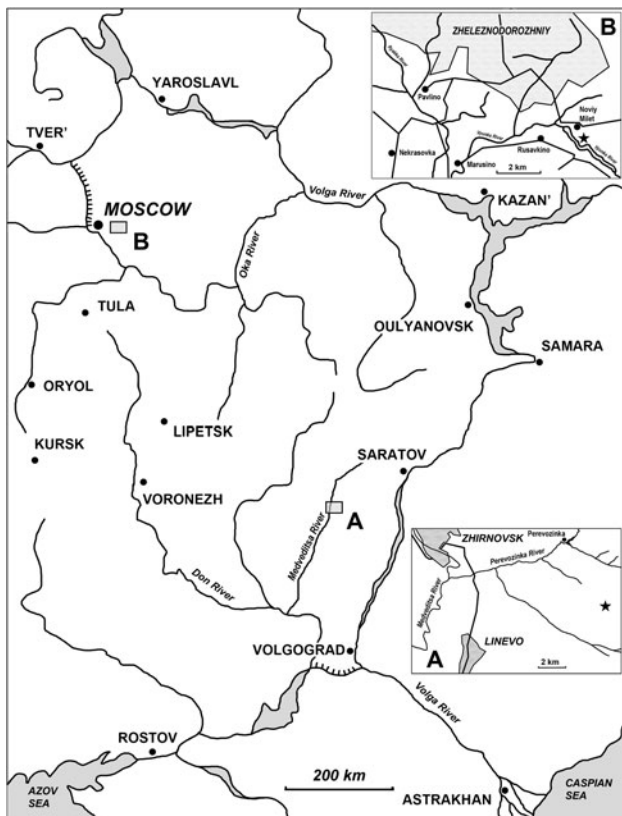 B
ZHELEZNODOROZHNIY
Pavlino
Noviy
Milet
Nekrasovka
Rusavkino
Marusino
2 km
YAROSLAVL
TVER'
Volga River
KAZAN'
MOSCOW
B
Oka River
TULA
OULYANOVSK
SAMARA
ORYOL
LIPETSK
KURSK
SARATOV
VORONEZH
A
Medveditsa River
Don River
ZHIRNOVSK
Perevozinka
Perevozinka River
Medveditsa River
LINEVO
A
2 km
VOLGOGRAD
Volga River
ROSTOV
200 km
AZOV
SEA
ASTRAKHAN
CASPIAN
SEA